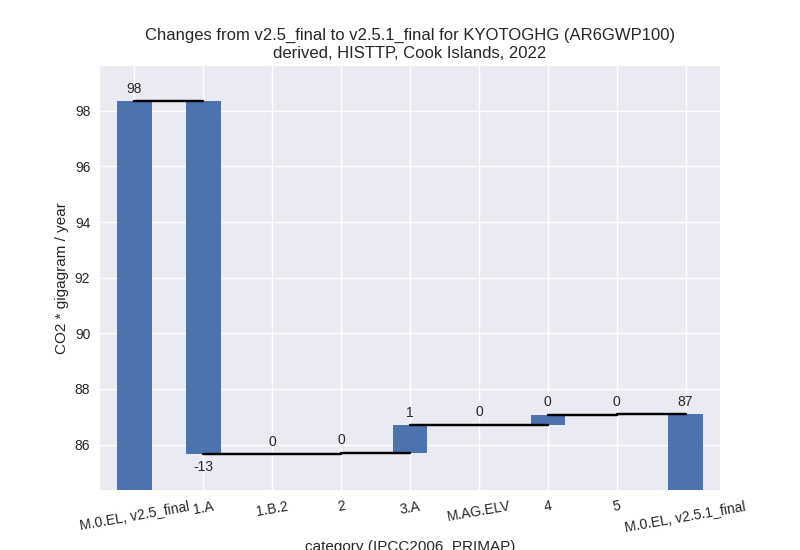 Changes from v2.5_final to v2.5.1_final for KYOTOGHG (AR6GWP100)
derived, HISTTP, Cook Islands, 2022
CO2 * gigagram / year
98
96
94
92
90
88
86
98
-13
0
0
1
0
0
0
87
M.0.EL, v2.5_final
1.A
1.B.2
2
3.A
M.AG.ELV
4
5
M.0.EL, v2.5.1_final
category (IPCC2006_PRIMAP)